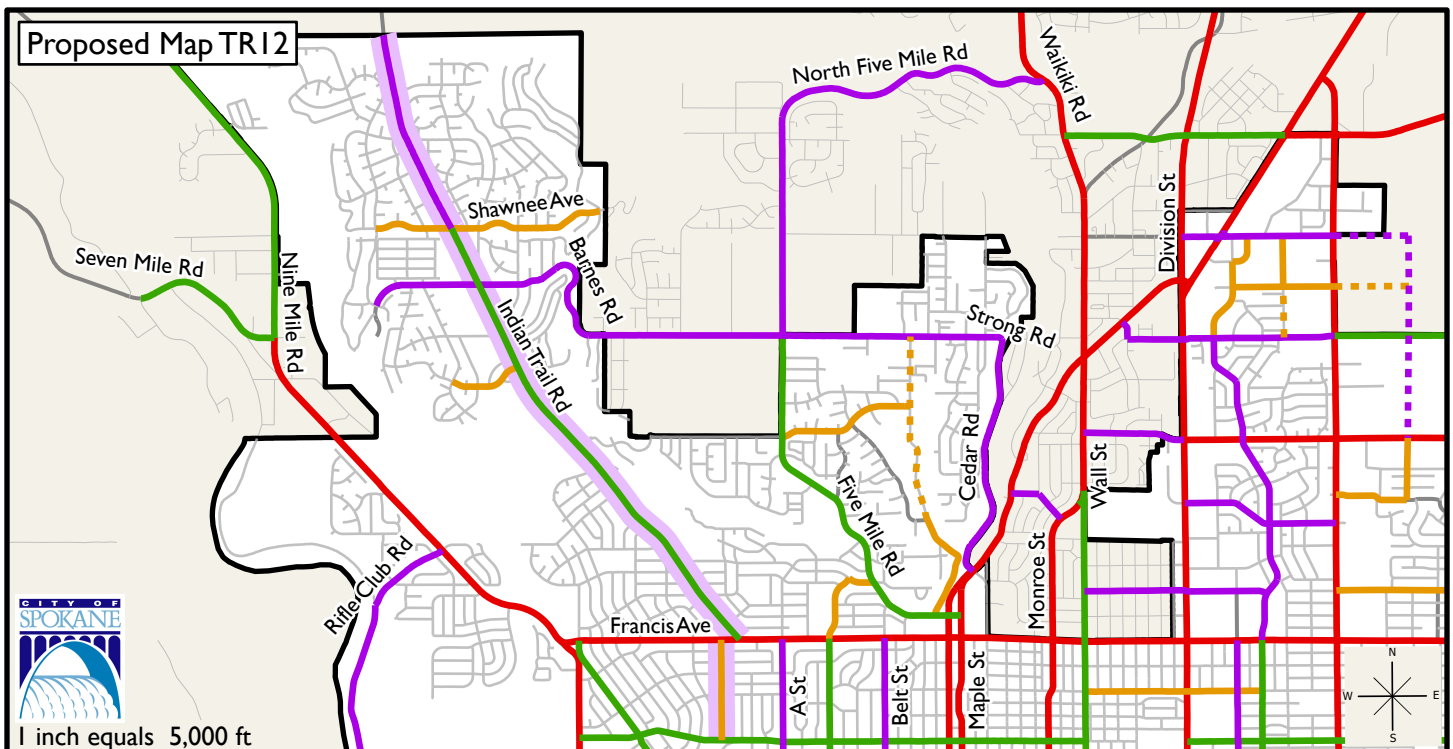 Proposed Map TR12
North Five Mile Rd
Waikiki Rd
Shawnee Ave
Division St
Seven Mile Rd
Nine Mile Rd
Barnes Rd
Indian Trail Rd
Strong Rd
Cedar Rd
Wall St
Five Mile Rd
Rifle Club Rd
Monroe St
Francis Ave
A St
Belt St
Maple St
CITY OF
SPOKANE
N
W
E
S
1 inch equals 5,000 ft